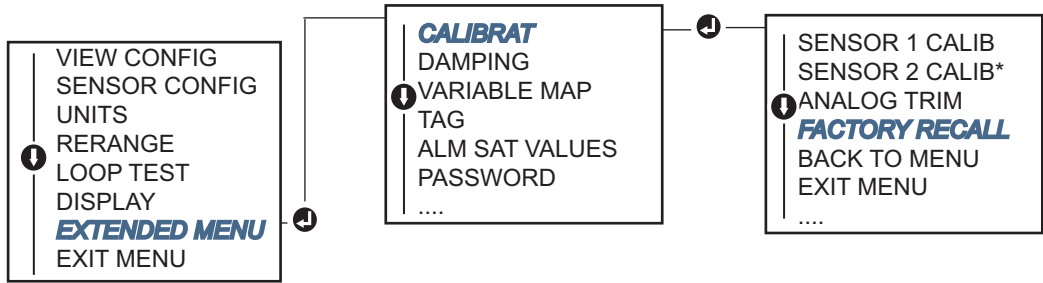 VIEW CONFIG
SENSOR CONFIG
UNITS
RERANGE
LOOP TEST
DISPLAY
EXTENDED MENU
EXIT MENU
CALIBRAT
DAMPING
VARIABLE MAP
TAG
ALM SAT VALUES
PASSWORD
....
SENSOR 1 CALIB
SENSOR 2 CALIB*
ANALOG TRIM
FACTORY RECALL
BACK TO MENU
EXIT MENU
....